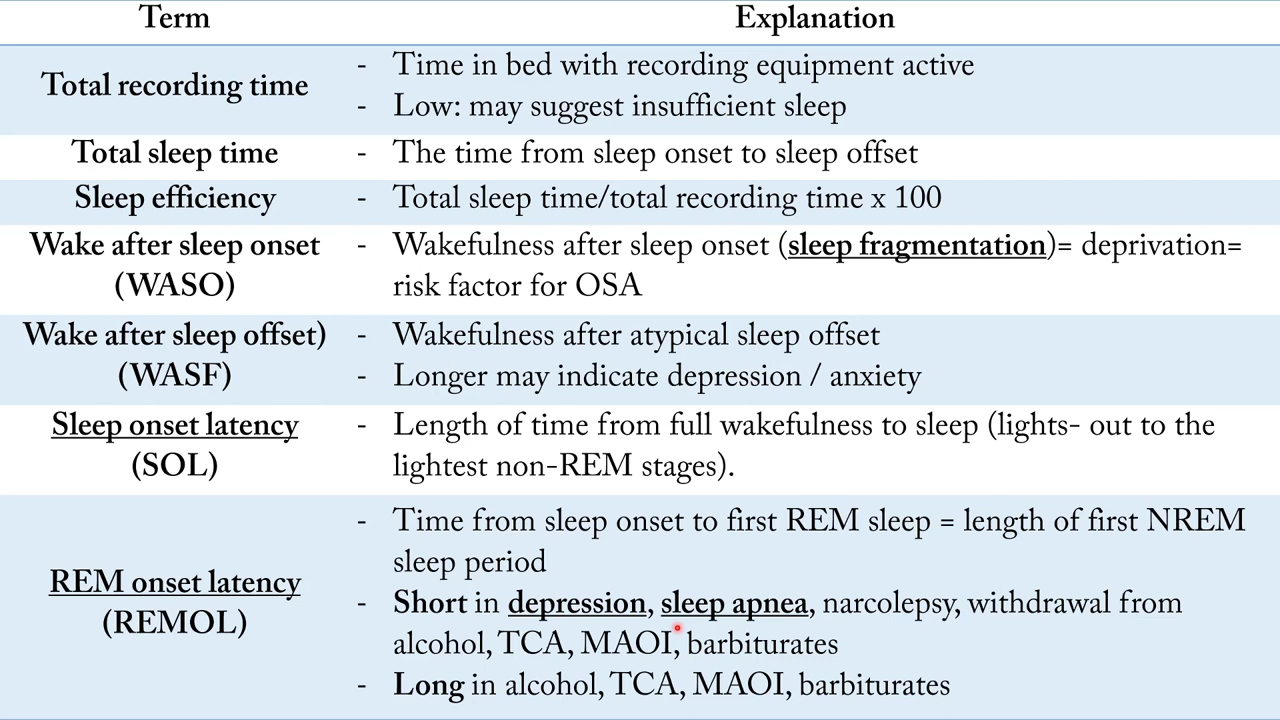 Term Explanation
Total recording time
- Time in bed with recording equipment active
- Low: may suggest insufficient sleep
Total sleep time
- The time from sleep onset to sleep offset
Sleep efficiency
- Total sleep time/total recording time x 100
Wake after sleep onset
(WASO)
- Wakefulness after sleep onset (sleep fragmentation)= deprivation=
risk factor for OSA
Wake after sleep offset)
(WASF)
- Wakefulness after atypical sleep offset
- Longer may indicate depression / anxiety
Sleep onset latency
(SOL)
- Length of time from full wakefulness to sleep (lights- out to the
lightest non-REM stages).
REM onset latency
(REMOL)
- Time from sleep onset to first REM sleep = length of first NREM
sleep period
- Short in depression, sleep apnea, narcolepsy, withdrawal from
alcohol, TCA, MAOI, barbiturates
- Long in alcohol, TCA, MAOI, barbiturates